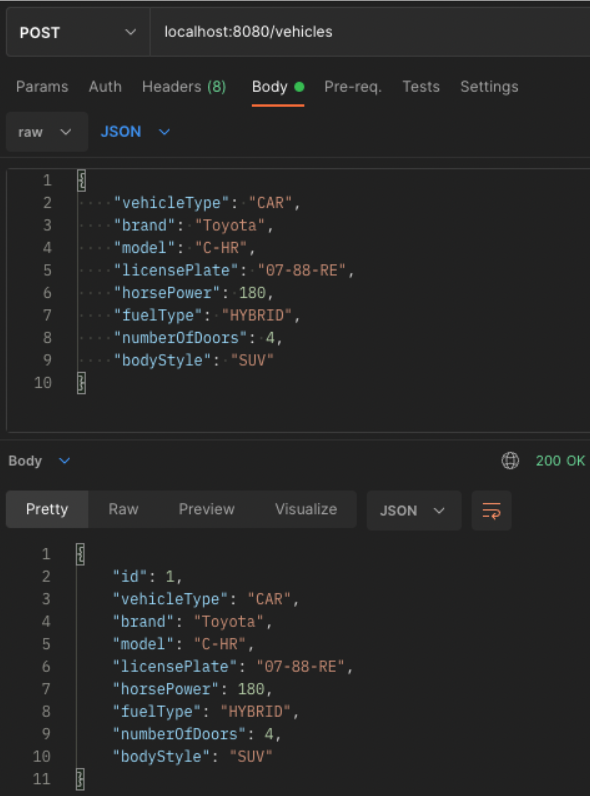 POST localhost:8080/vehicles
Params Auth Headers (8) Body Pre-req. Tests Settings
raw JSON
1 {
2 "vehicleType": "CAR",
3 "brand": "Toyota",
4 "model": "C-HR",
5 "licensePlate": "07-88-RE",
6 "horsePower": 180,
7 "fuelType": "HYBRID",
8 "numberOfDoors": 4,
9 "bodyStyle": "SUV"
10 }
Body 200 OK
Pretty Raw Preview Visualize JSON
1 {
2 "id": 1,
3 "vehicleType": "CAR",
4 "brand": "Toyota",
5 "model": "C-HR",
6 "licensePlate": "07-88-RE",
7 "horsePower": 180,
8 "fuelType": "HYBRID",
9 "numberOfDoors": 4,
10 "bodyStyle": "SUV"
11 }